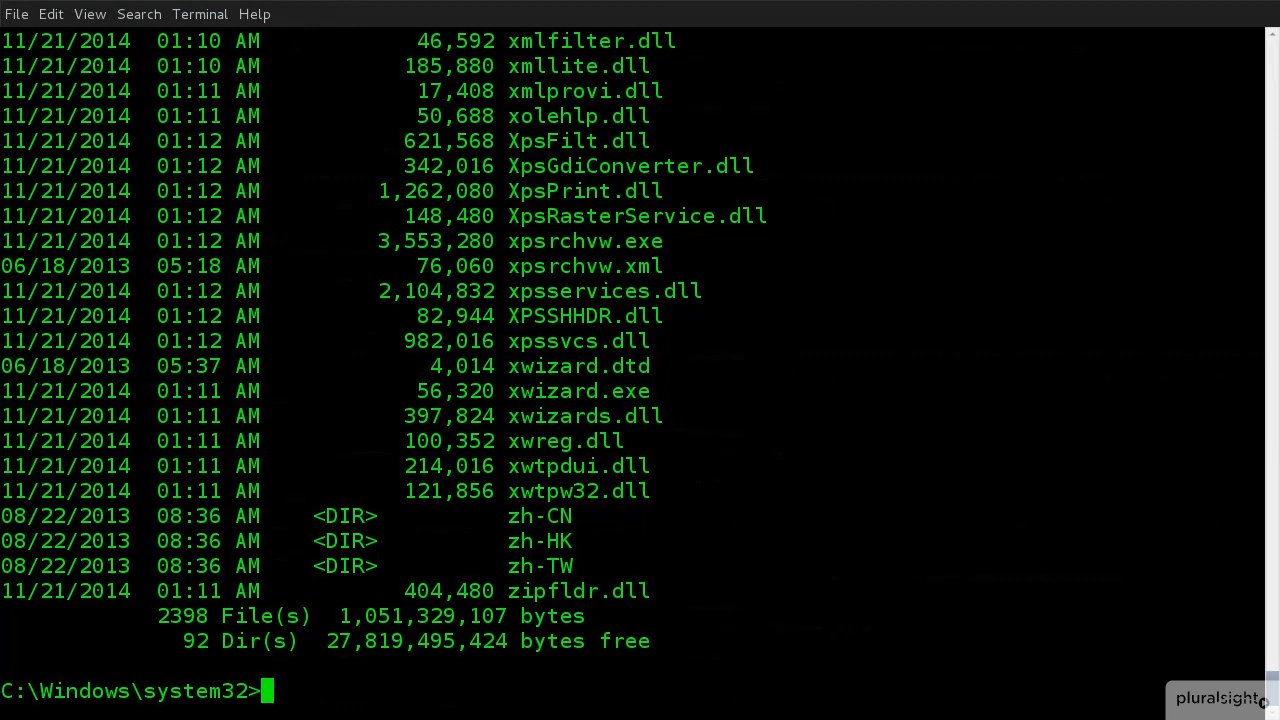 File Edit View Search Terminal Help
11/21/2014  01:10 AM            46,592 xmlfilter.dll
11/21/2014  01:10 AM           185,880 xmllite.dll
11/21/2014  01:11 AM            17,408 xmlprovi.dll
11/21/2014  01:11 AM            50,688 xolehlp.dll
11/21/2014  01:12 AM           621,568 XpsFilt.dll
11/21/2014  01:12 AM           342,016 XpsGdiConverter.dll
11/21/2014  01:12 AM         1,262,080 XpsPrint.dll
11/21/2014  01:12 AM           148,480 XpsRasterService.dll
11/21/2014  01:12 AM         3,553,280 xpsrchvw.exe
06/18/2013  05:18 AM            76,060 xpsrchvw.xml
11/21/2014  01:12 AM         2,104,832 xpsservices.dll
11/21/2014  01:12 AM            82,944 XPSSHHDR.dll
11/21/2014  01:12 AM           982,016 xpssvcs.dll
06/18/2013  05:37 AM             4,014 xwizard.dtd
11/21/2014  01:11 AM            56,320 xwizard.exe
11/21/2014  01:11 AM           397,824 xwizards.dll
11/21/2014  01:11 AM           100,352 xwreg.dll
11/21/2014  01:11 AM           214,016 xwtpdui.dll
11/21/2014  01:11 AM           121,856 xwtpw32.dll
08/22/2013  08:36 AM    <DIR>          zh-CN
08/22/2013  08:36 AM    <DIR>          zh-HK
08/22/2013  08:36 AM    <DIR>          zh-TW
11/21/2014  01:11 AM           404,480 zipfldr.dll
            2398 File(s)  1,051,329,107 bytes
              92 Dir(s)  27,819,495,424 bytes free
C:\Windows\system32>
pluralsight